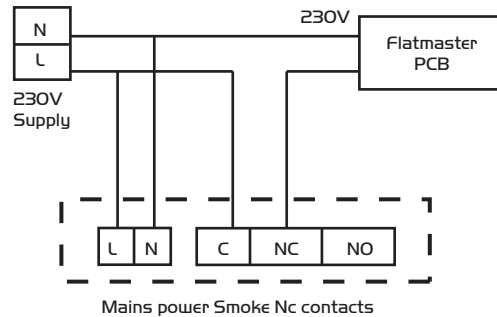 N
230V
Flatmaster
PCB
L
230V
Supply
L N C NC NO
Mains power Smoke Nc contacts